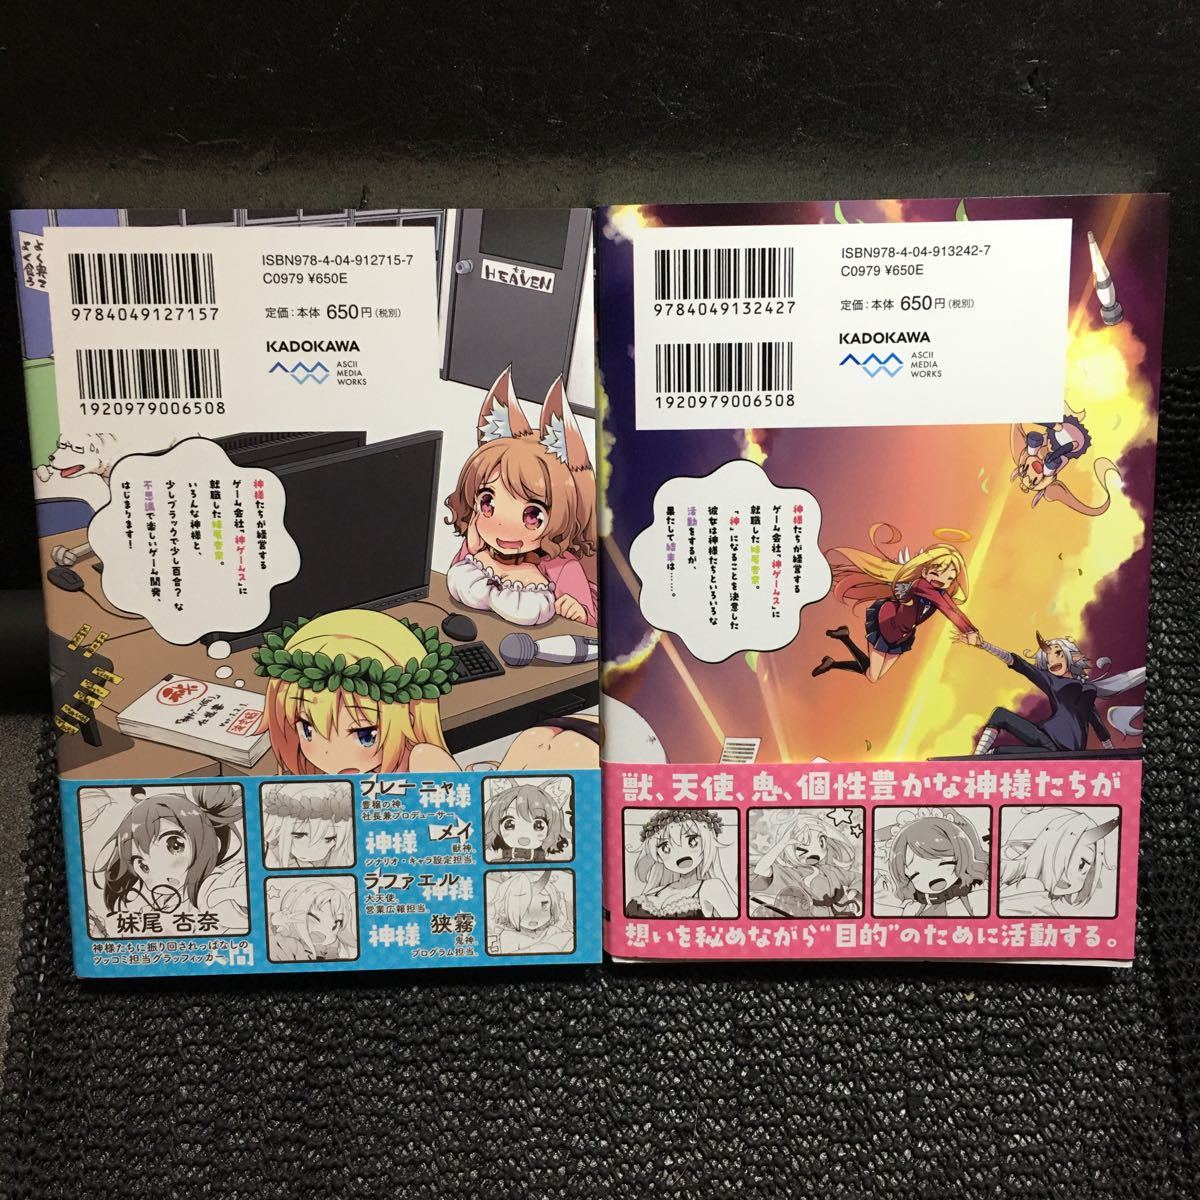 ISBN978-4-04-912715-7
C0979 ¥650E
定価:本体 650円(税別)
9784049127157
1920979006508
KADOKAWA
ASCII
MEDIA
WORKS
HEAVEN
神様たちが経営する
ゲーム会社「神ゲームス」に
就職した妹尾杏奈。
いろんな神様と、
少しブラックで少し百合?な
不思議で楽しいゲーム開発、
はじまります!
妹尾 杏奈
神様たちに振り回されっぱなしの
ツッコミ担当グラッフィッカー。
人間
フレーニャ
神様
豊穣の神。
社長兼プロデューサー。
メイ
神様
獣神。
シナリオ・キャラ設定担当。
ラファエル
神様
大天使。
営業広報担当。
狭霧
神様
鬼神。
プログラム担当。
ISBN978-4-04-913242-7
C0979 ¥650E
定価:本体 650円(税別)
9784049132427
1920979006508
KADOKAWA
ASCII
MEDIA
WORKS
神様たちが経営する
ゲーム会社「神ゲームス」に
就職した妹尾杏奈。
「神」になることを決意した
彼女は神様たちといろいろな
活動をするが、
果たして結末は……。
獣、天使、鬼、個性豊かな神様たちが
想いを秘めながら“目的”のために活動する。